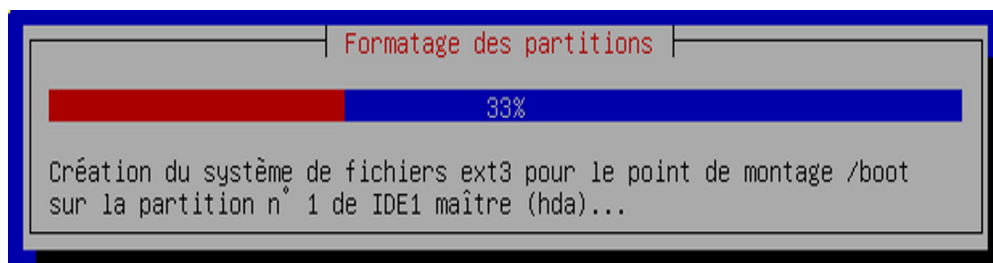 Formatage des partitions
33%
Création du système de fichiers ext3 pour le point de montage /boot
sur la partition n° 1 de IDE1 maître (hda)...